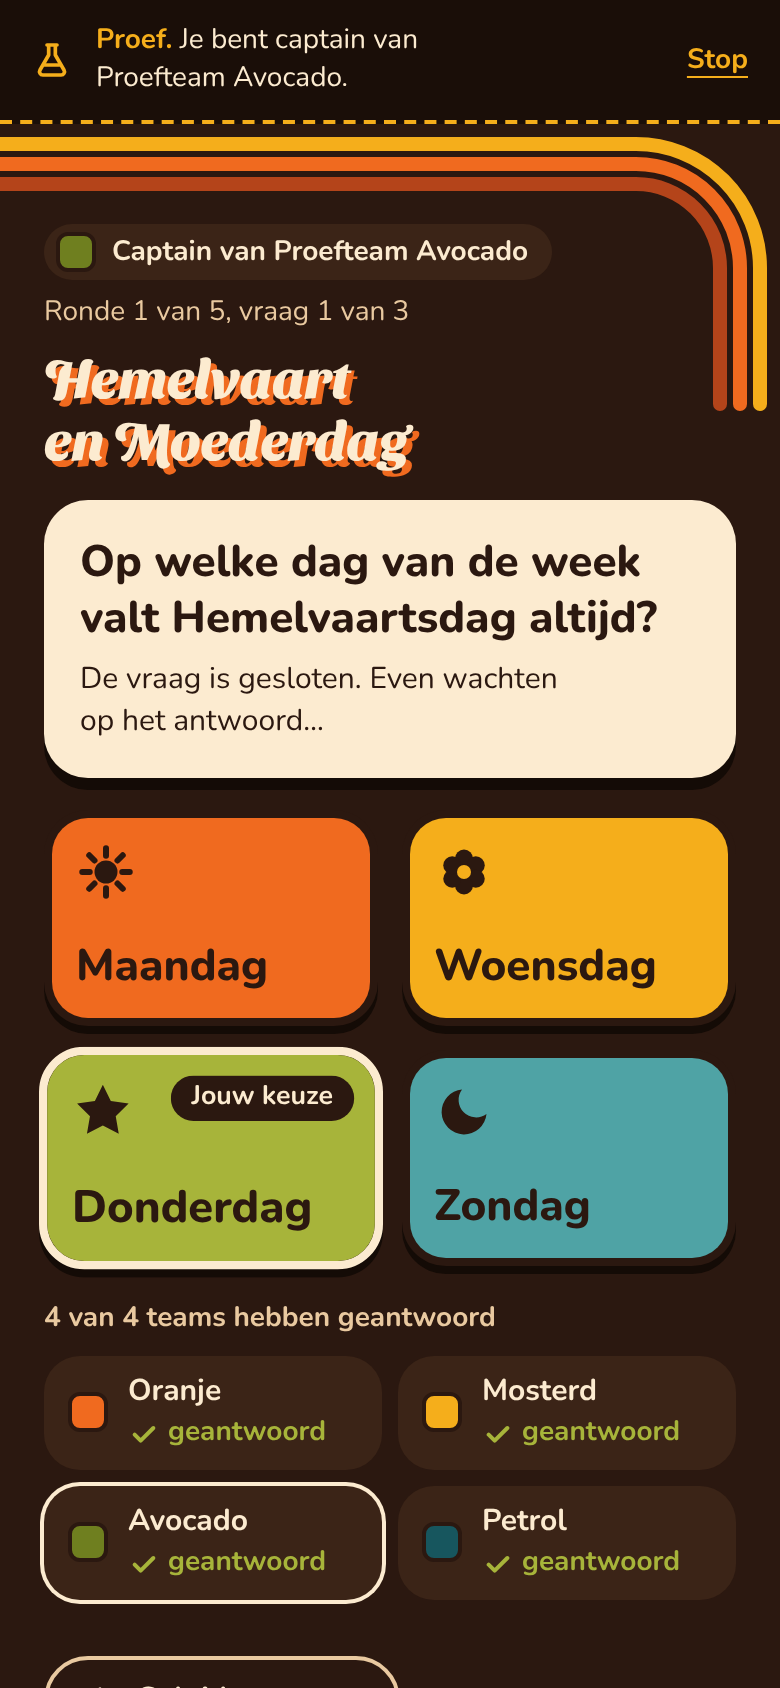 Proef. Je bent captain van
Proefteam Avocado.
Stop
Captain van Proefteam Avocado
Ronde 1 van 5, vraag 1 van 3
Hemelvaart
en Moederdag
Op welke dag van de week
valt Hemelvaartsdag altijd?
De vraag is gesloten. Even wachten
op het antwoord...
Maandag
Woensdag
Jouw keuze
Donderdag
Zondag
4 van 4 teams hebben geantwoord
Oranje
geantwoord
Mosterd
geantwoord
Avocado
geantwoord
Petrol
geantwoord